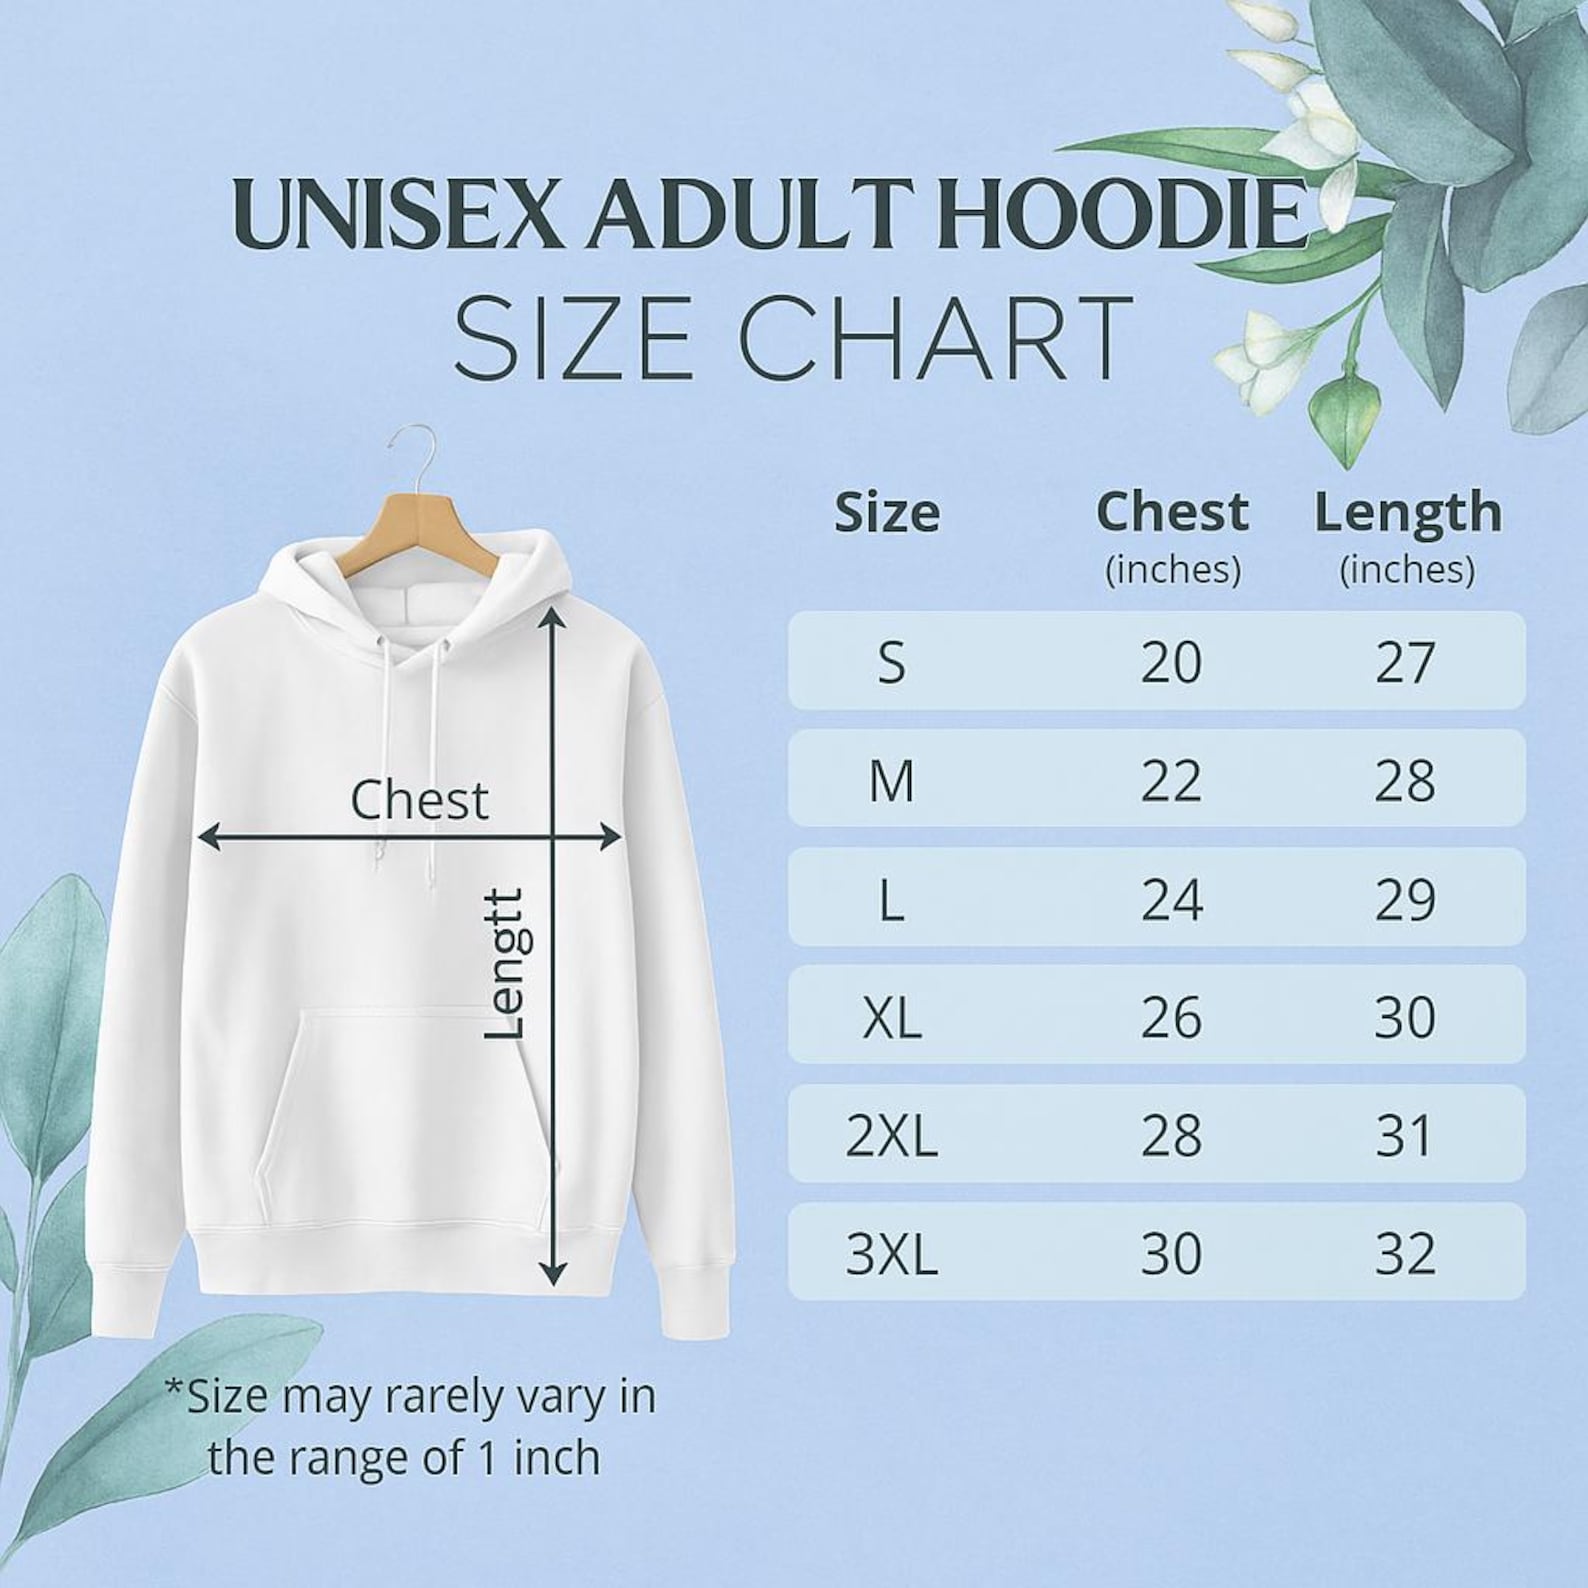 UNISEX ADULT HOODIE
SIZE CHART
Size Chest Length
(inches) (inches)
S 20 27
M 22 28
L 24 29
XL 26 30
2XL 28 31
3XL 30 32
Chest
Lengtt
*Size may rarely vary in
the range of 1 inch